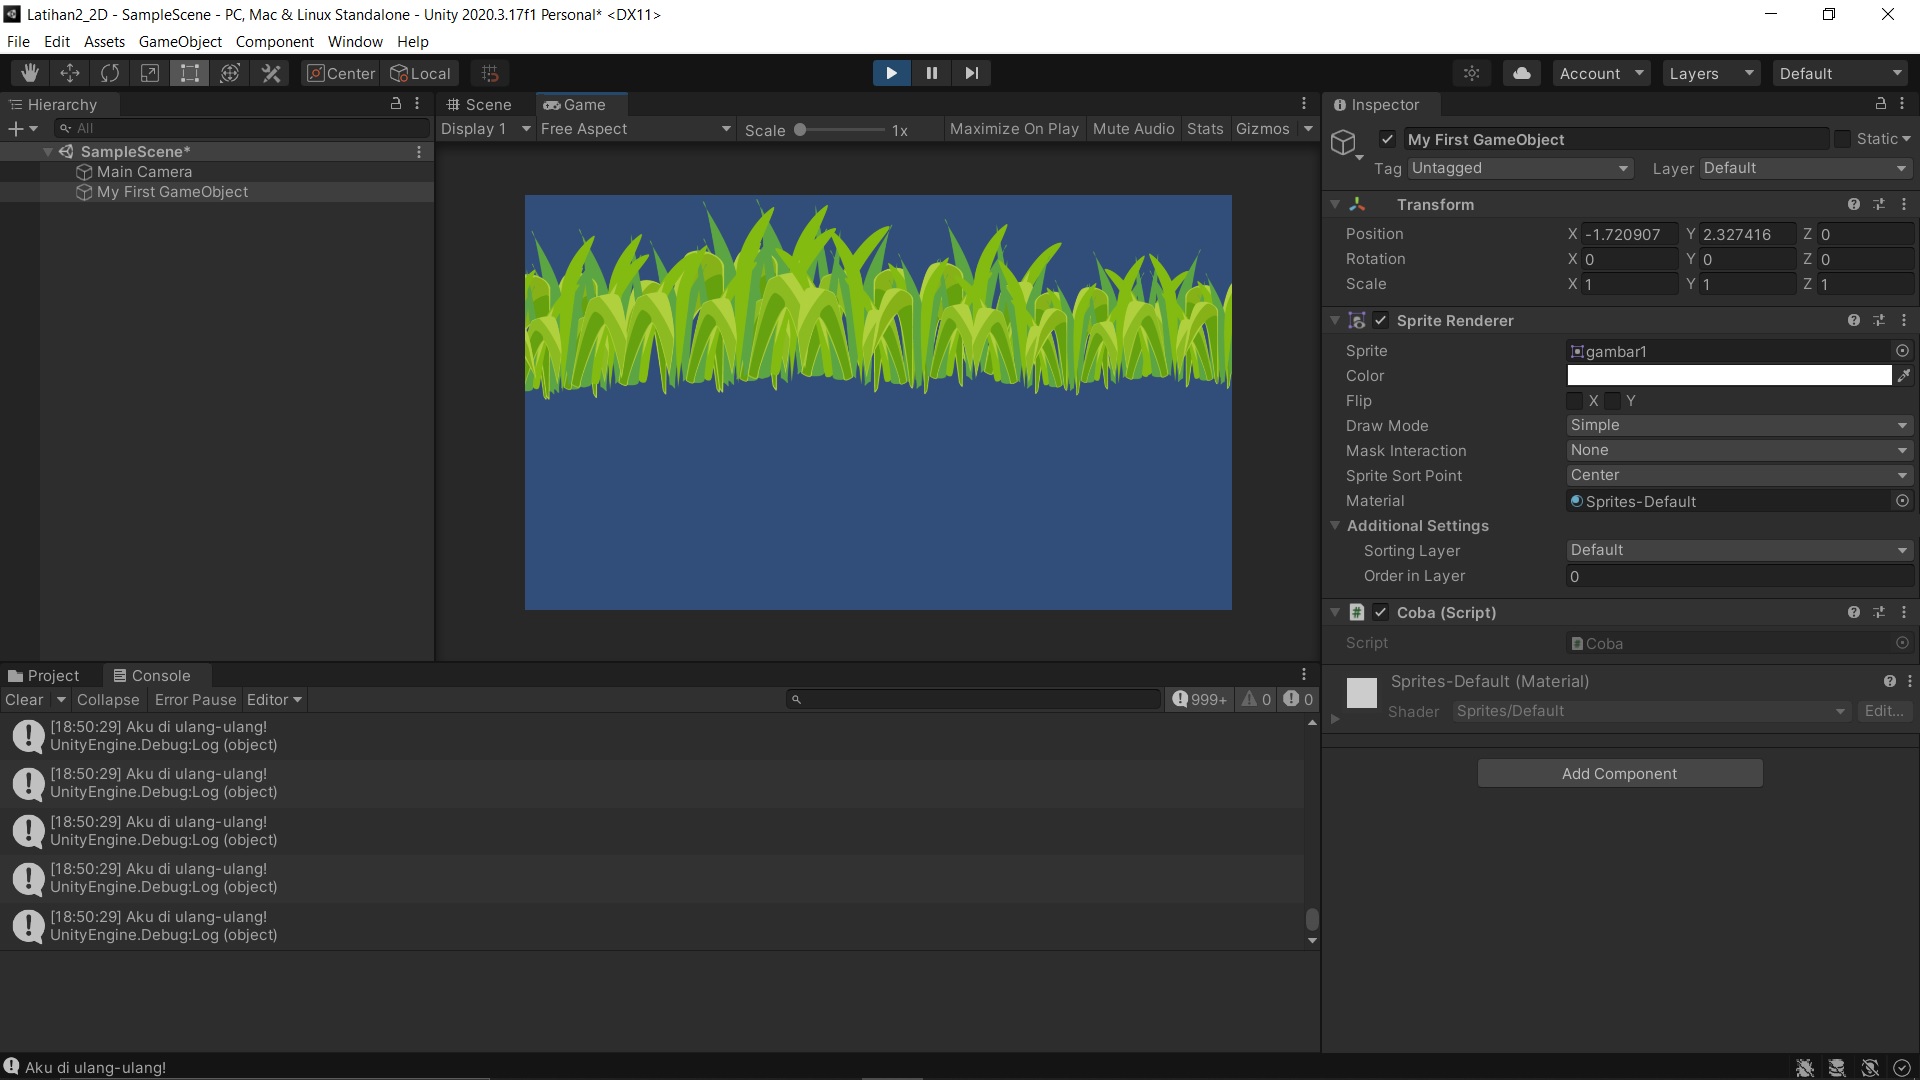 Latihan2_2D - SampleScene - PC, Mac & Linux Standalone - Unity 2020.3.17f1 Personal* <DX11>
File Edit Assets GameObject Component Window Help
Center Local Account Layers Default
Hierarchy
All
SampleScene*
Main Camera
My First GameObject
Scene Game
Display 1 Free Aspect Scale 1x Maximize On Play Mute Audio Stats Gizmos
Inspector
My First GameObject Static
Tag Untagged Layer Default
Transform
Position X -1.720907 Y 2.327416 Z 0
Rotation X 0 Y 0 Z 0
Scale X 1 Y 1 Z 1
Sprite Renderer
Sprite gambar1
Color
Flip X Y
Draw Mode Simple
Mask Interaction None
Sprite Sort Point Center
Material Sprites-Default
Additional Settings
Sorting Layer Default
Order in Layer 0
# Coba (Script)
Script # Coba
Sprites-Default (Material)
Shader Sprites/Default Edit...
Add Component
Project Console
Clear Collapse Error Pause Editor 999+ 0 0
[18:50:29] Aku di ulang-ulang!
UnityEngine.Debug:Log (object)
[18:50:29] Aku di ulang-ulang!
UnityEngine.Debug:Log (object)
[18:50:29] Aku di ulang-ulang!
UnityEngine.Debug:Log (object)
[18:50:29] Aku di ulang-ulang!
UnityEngine.Debug:Log (object)
[18:50:29] Aku di ulang-ulang!
UnityEngine.Debug:Log (object)
Aku di ulang-ulang!